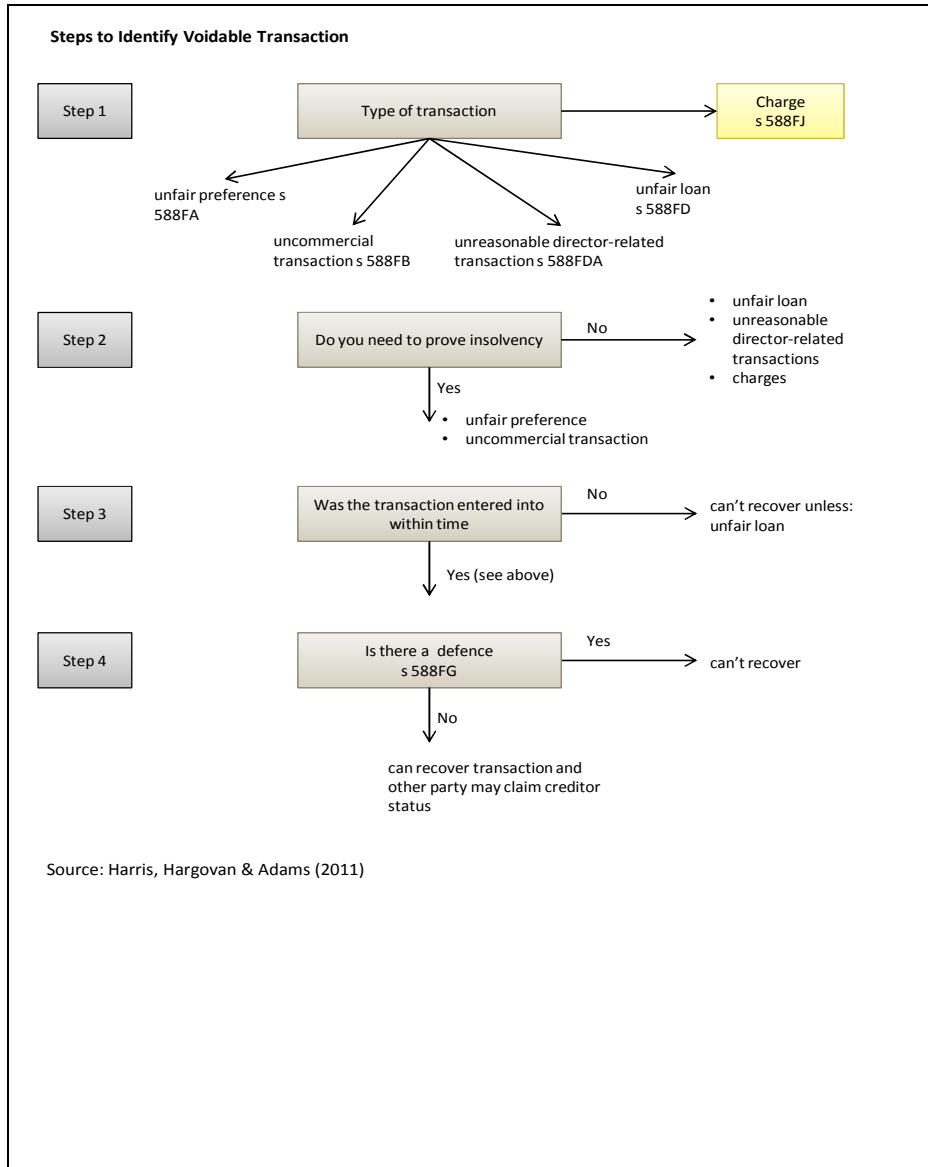 Steps to Identify Voidable Transaction
Step 1
Type of transaction
Charge
s 588FJ
unfair preference s
588FA
uncommercial
transaction s 588FB
unreasonable director-related
transaction s 588FDA
unfair loan
s 588FD
Step 2
Do you need to prove insolvency
No
• unfair loan
• unreasonable
director-related
transactions
• charges
Yes
• unfair preference
• uncommercial transaction
Step 3
Was the transaction entered into
within time
No
can't recover unless:
unfair loan
Yes (see above)
Step 4
Is there a defence
s 588FG
Yes
can't recover
No
can recover transaction and
other party may claim creditor
status
Source: Harris, Hargovan & Adams (2011)